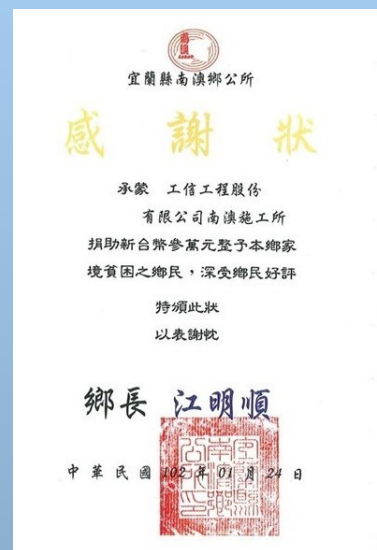 南澳
宜蘭縣南澳鄉公所
感謝狀
承蒙 工信工程股份
有限公司南澳施工所
捐助新台幣參萬元整予本鄉家
境貧困之鄉民，深受鄉民好評
特頒此狀
以表謝忱
鄉長 江明順
中華民國 102 年 01 月 24 日